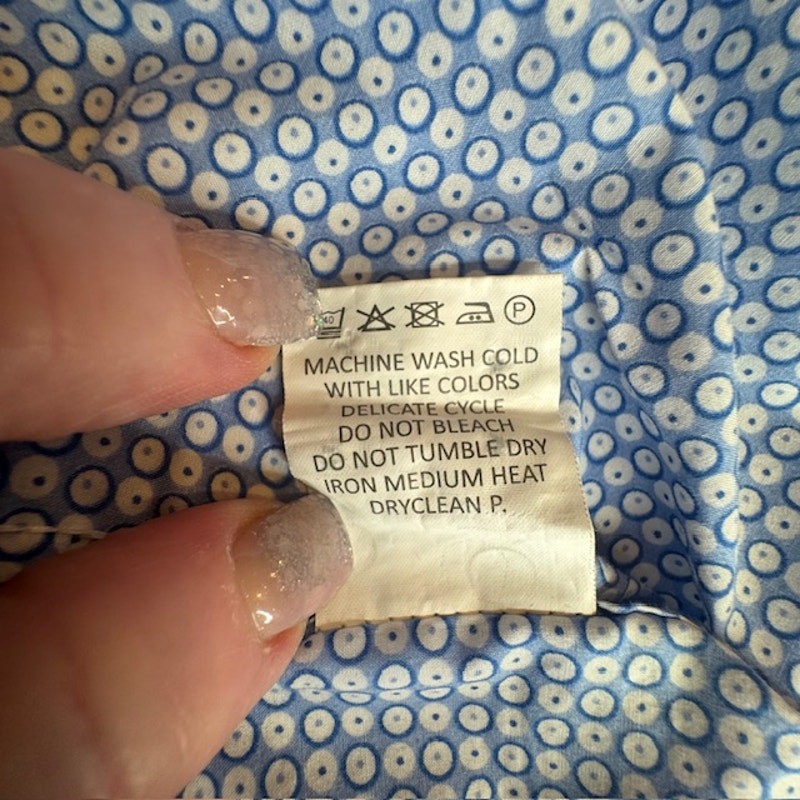 40 P
MACHINE WASH COLD
WITH LIKE COLORS
DELICATE CYCLE
DO NOT BLEACH
DO NOT TUMBLE DRY
IRON MEDIUM HEAT
DRYCLEAN P.